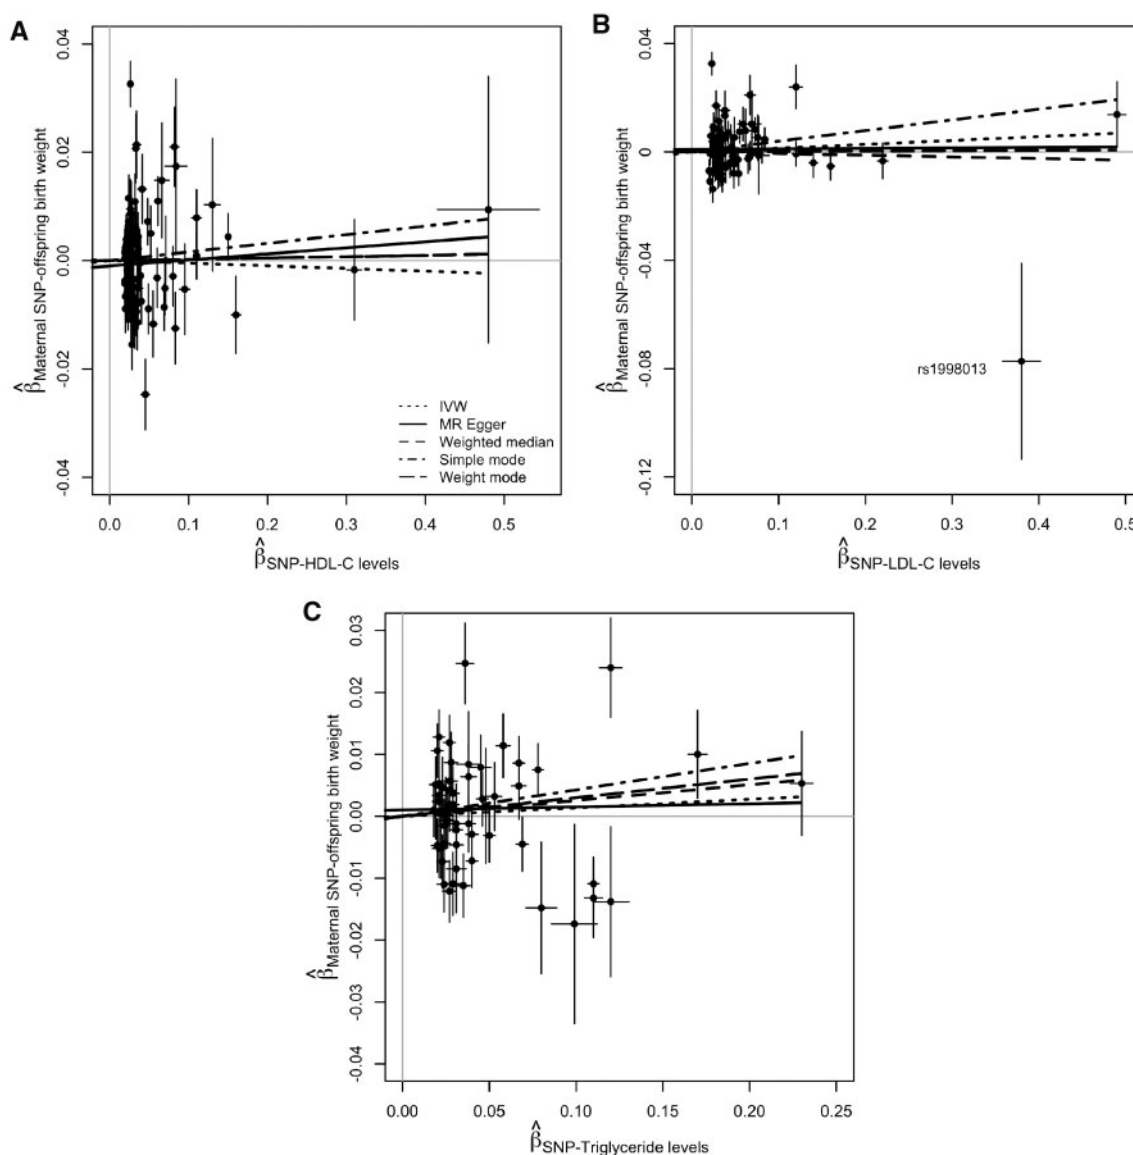 A
β̂Maternal SNP-offspring birth weight
0.04
0.02
0.00
-0.02
-0.04
IVW
MR Egger
Weighted median
Simple mode
Weight mode
0.0 0.1 0.2 0.3 0.4 0.5
β̂SNP-HDL-C levels
B
β̂Maternal SNP-offspring birth weight
0.04
0
-0.04
-0.08
-0.12
rs1998013
0.0 0.1 0.2 0.3 0.4 0.5
β̂SNP-LDL-C levels
C
β̂Maternal SNP-offspring birth weight
0.03
0.02
0.01
0.00
-0.01
-0.02
-0.03
-0.04
0.00 0.05 0.10 0.15 0.20 0.25
β̂SNP-Triglyceride levels